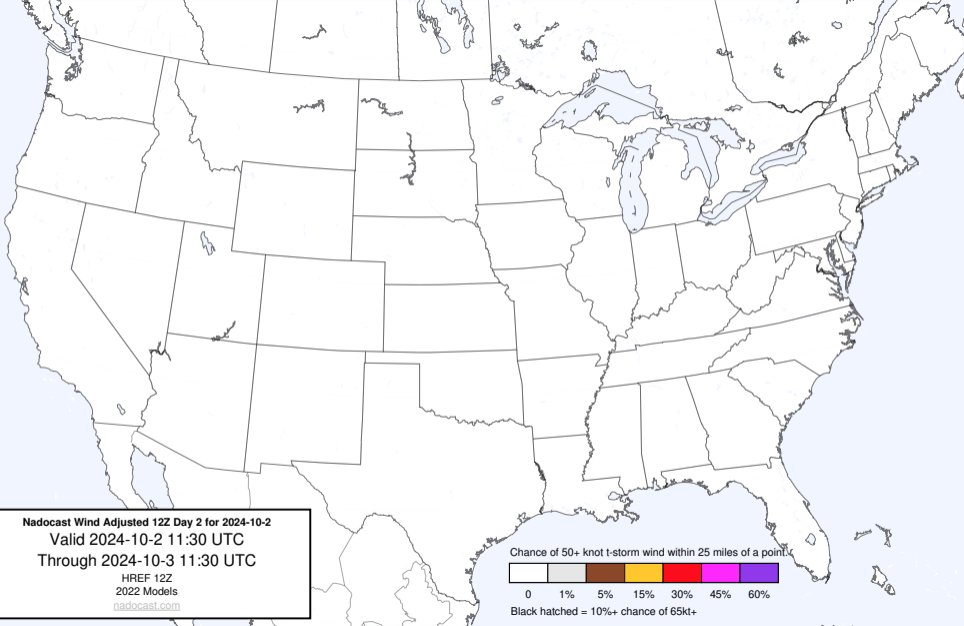 Nadocast Wind Adjusted 12Z Day 2 for 2024-10-2
Valid 2024-10-2 11:30 UTC
Through 2024-10-3 11:30 UTC
HREF 12Z
2022 Models
nadocast.com
Chance of 50+ knot t-storm wind within 25 miles of a point.
0 1% 5% 15% 30% 45% 60%
Black hatched = 10%+ chance of 65kt+